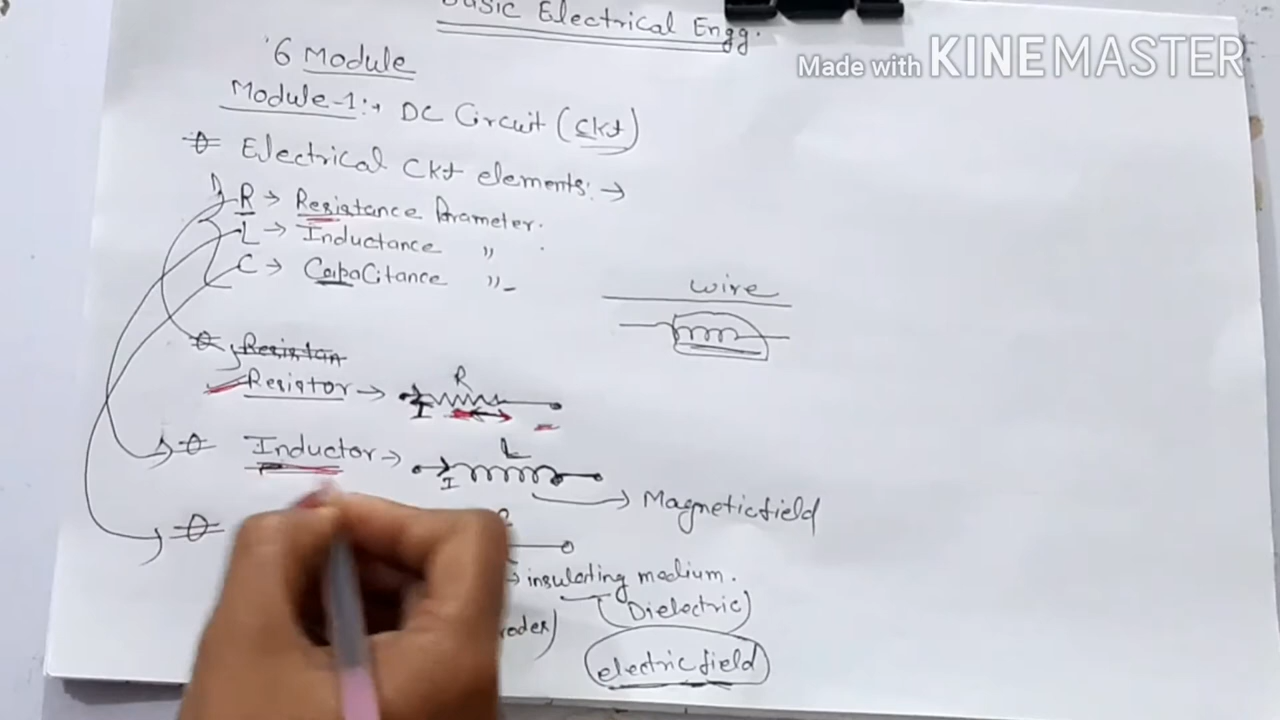 Basic Electrical Engg.
Made with KINEMASTER
6 Module
Module-1:→ DC Circuit (Ckt)
Electrical Ckt elements:→
R → Resistance Parameter.
L → Inductance "
C → Capacitance "
wire
Resistan
Resistor → R
I
Inductor → L
I
Magnetic field
insulating medium.
(Dielectric)
electric field